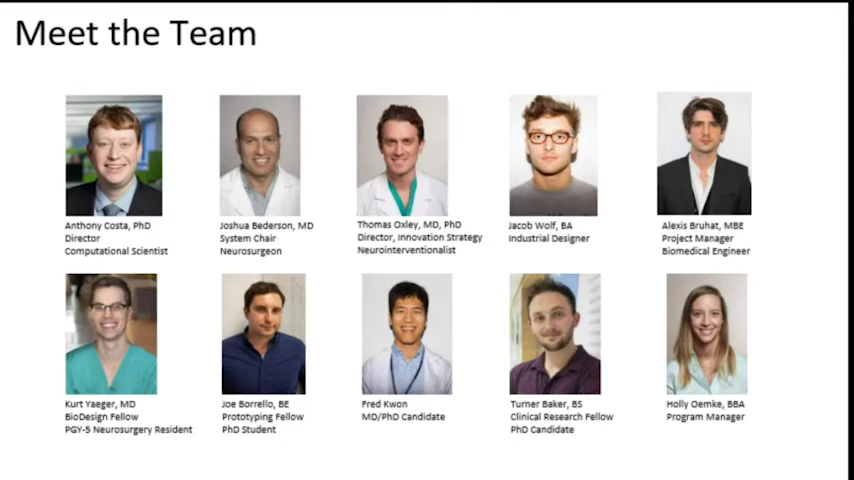 Meet the Team
Anthony Costa, PhD
Director
Computational Scientist
Joshua Bederson, MD
System Chair
Neurosurgeon
Thomas Oxley, MD, PhD
Director, Innovation Strategy
Neurointerventionalist
Jacob Wolf, BA
Industrial Designer
Alexis Bruhat, MBE
Project Manager
Biomedical Engineer
Kurt Yaeger, MD
BioDesign Fellow
PGY-5 Neurosurgery Resident
Joe Borrello, BE
Prototyping Fellow
PhD Student
Fred Kwon
MD/PhD Candidate
Turner Baker, BS
Clinical Research Fellow
PhD Candidate
Holly Oemke, BBA
Program Manager